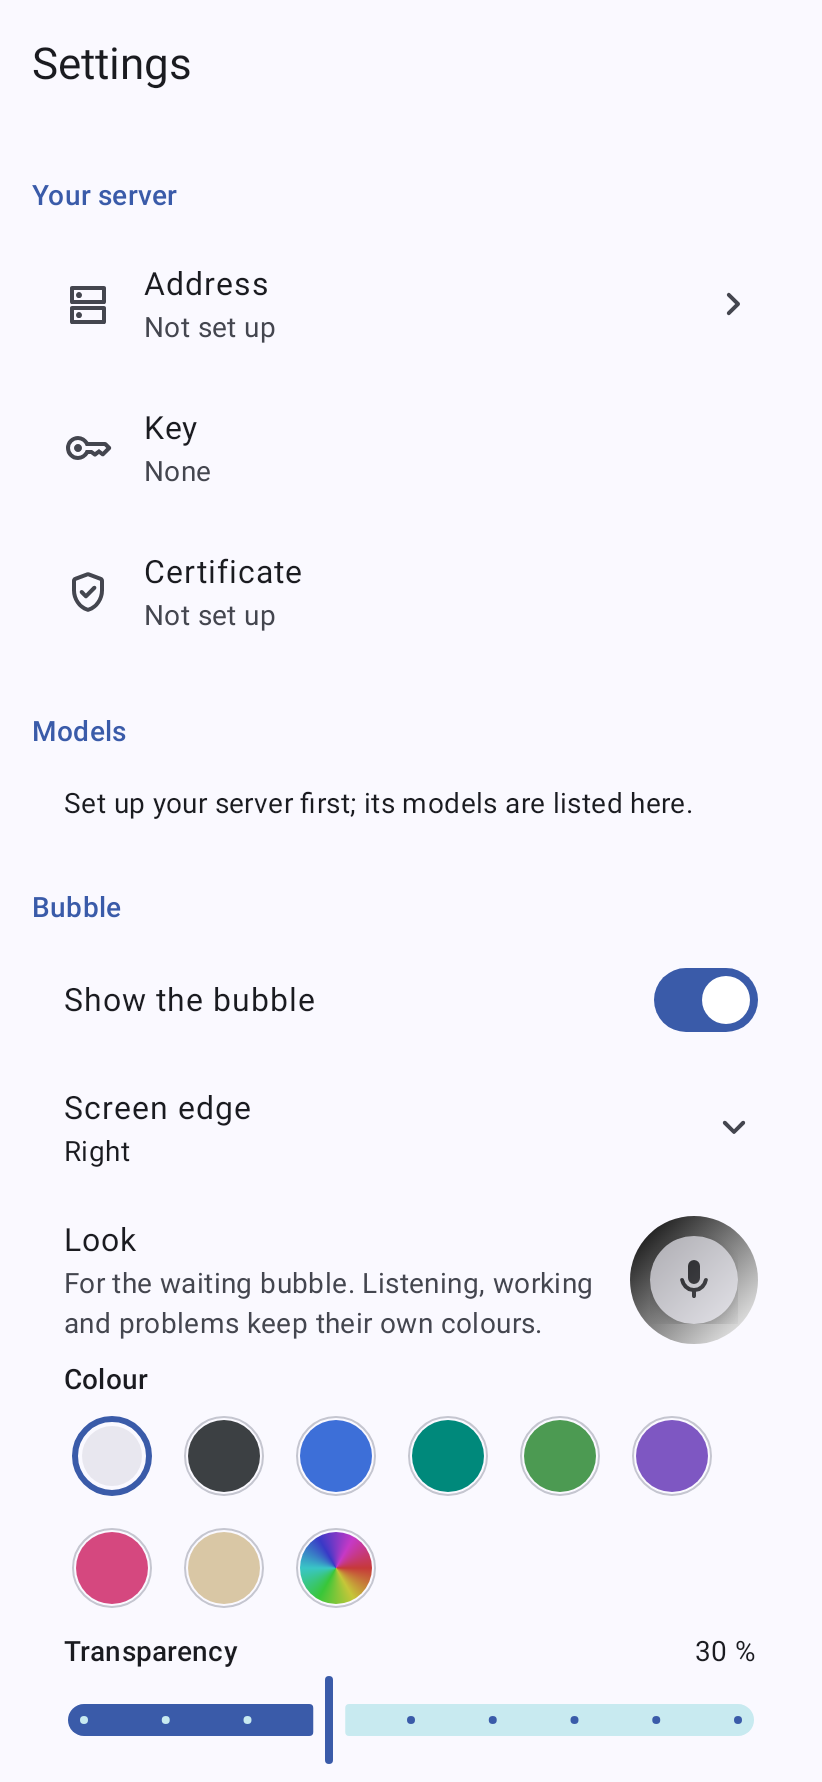 Settings
Your server
Address
Not set up
Key
None
Certificate
Not set up
Models
Set up your server first; its models are listed here.
Bubble
Show the bubble
Screen edge
Right
Look
For the waiting bubble. Listening, working
and problems keep their own colours.
Colour
Transparency 30 %